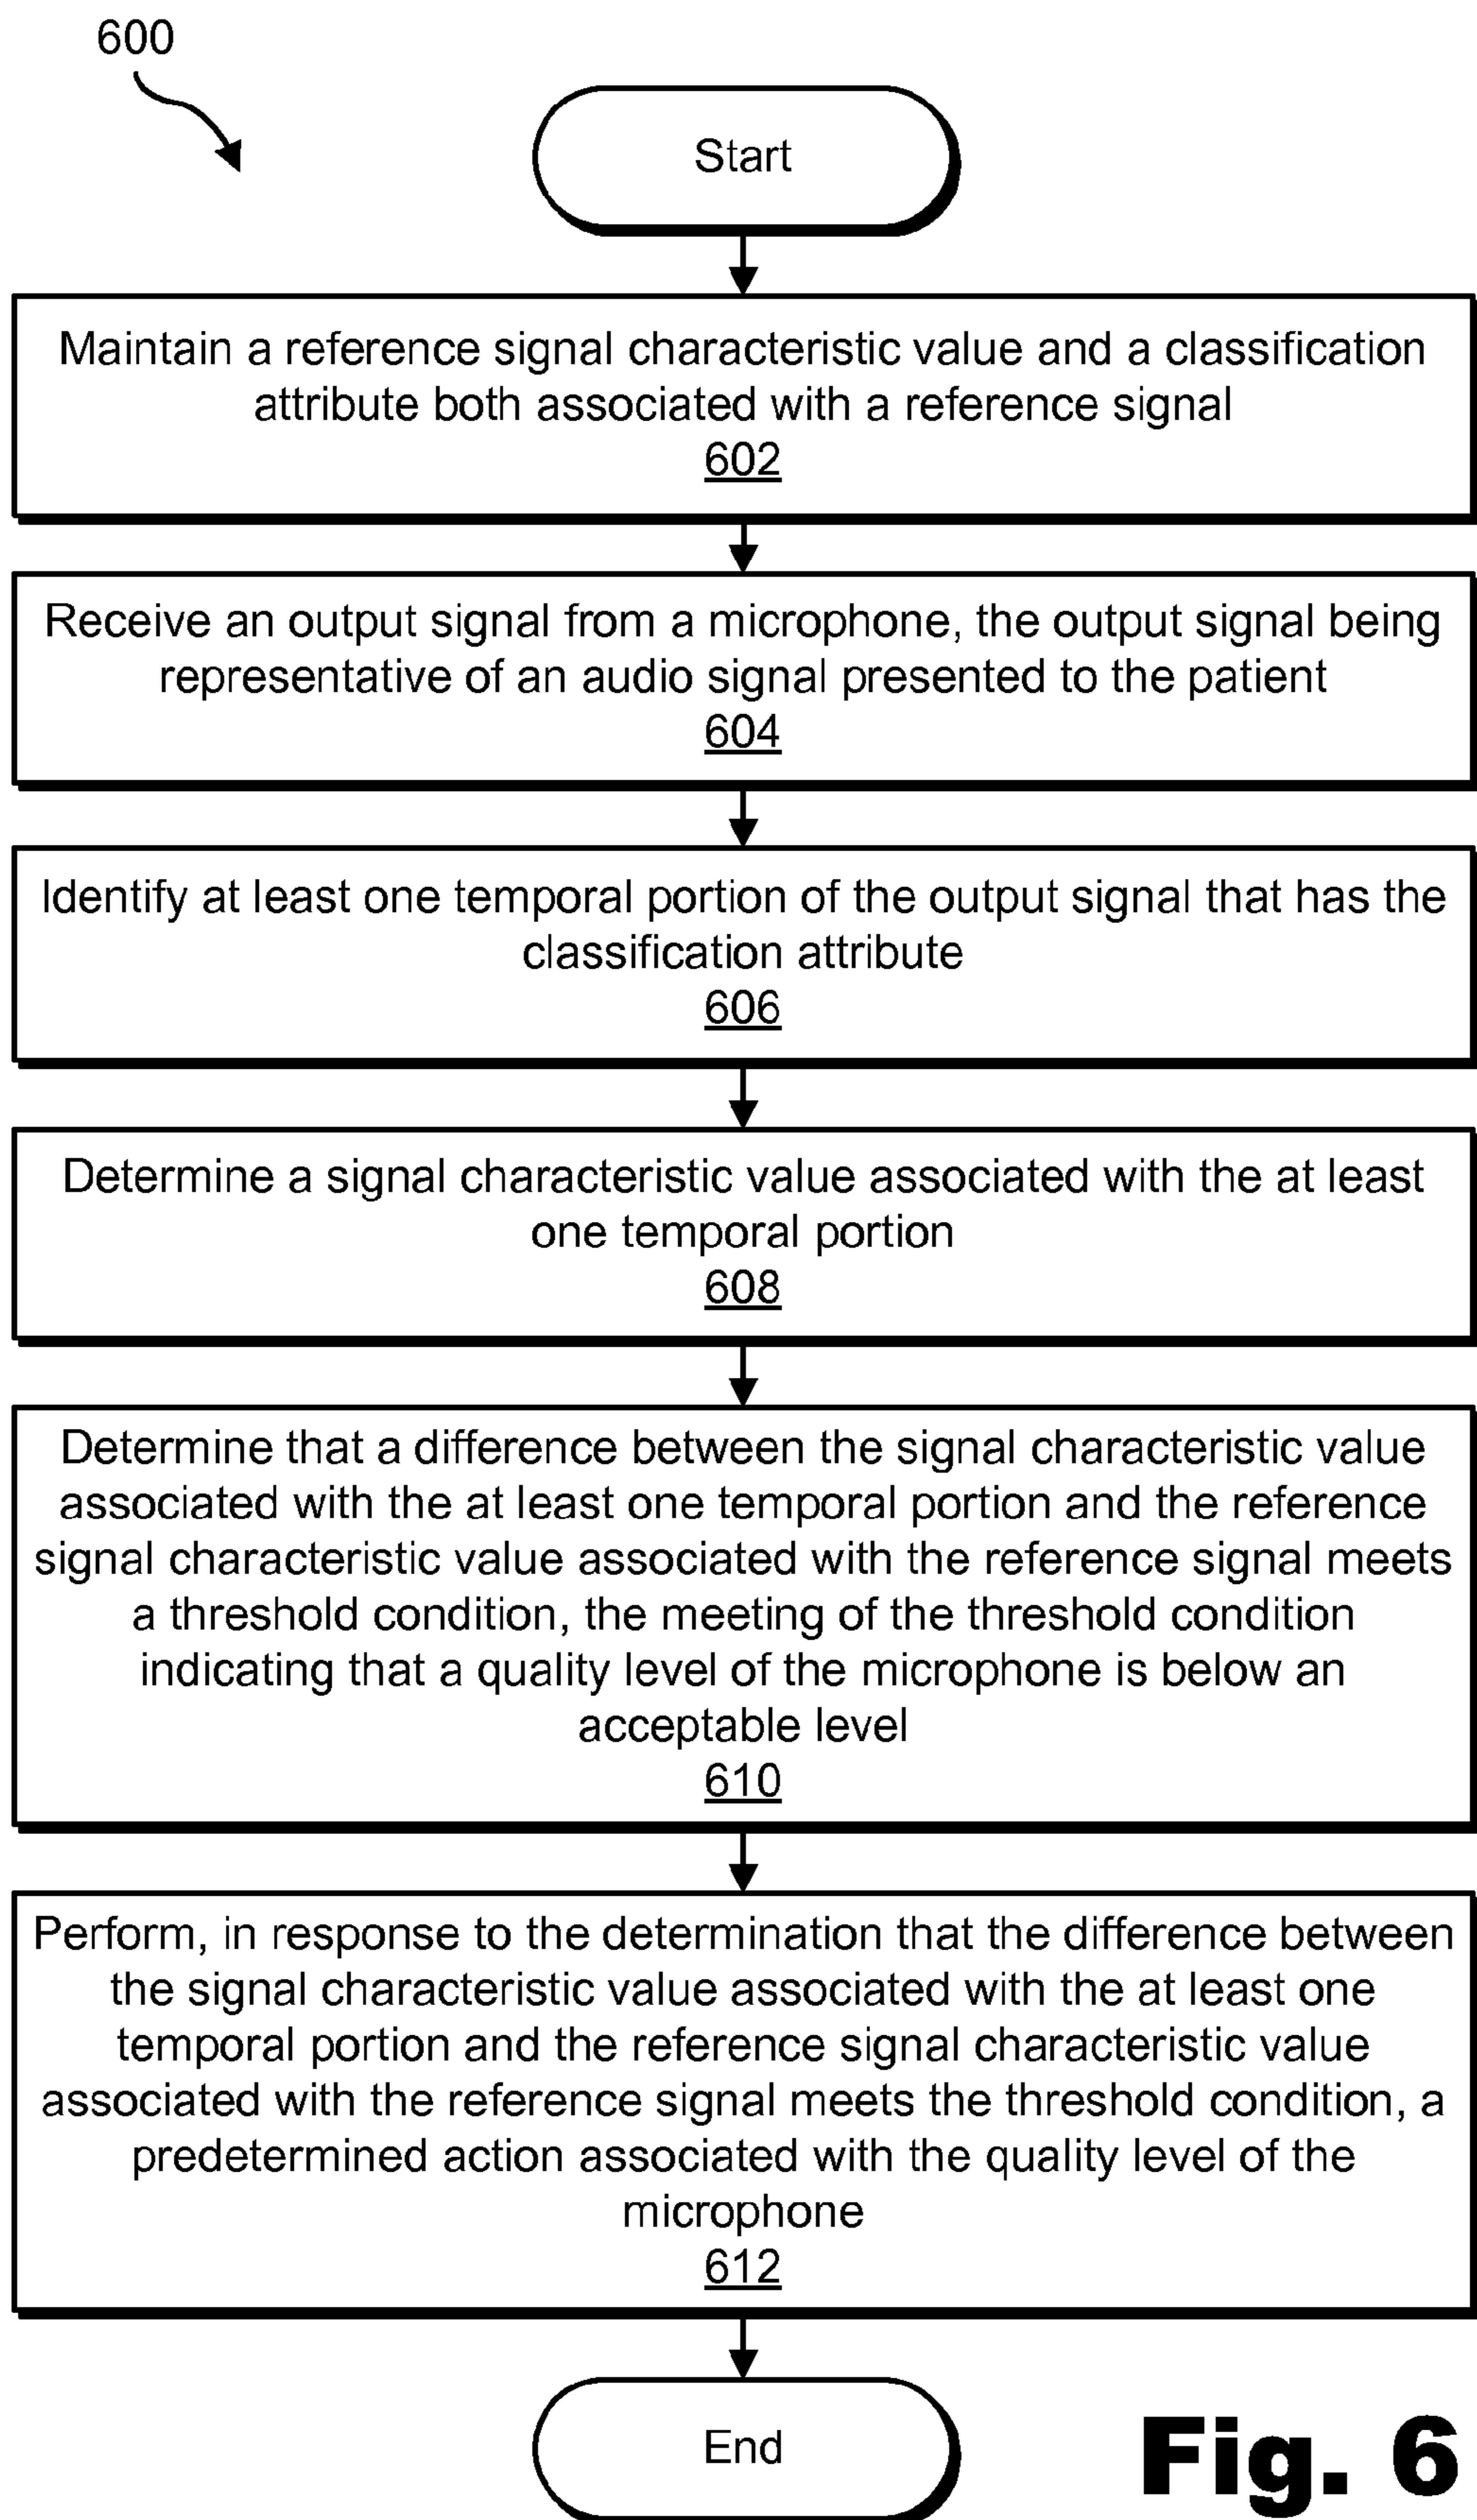 600
Start
Maintain a reference signal characteristic value and a classification
attribute both associated with a reference signal
602
Receive an output signal from a microphone, the output signal being
representative of an audio signal presented to the patient
604
Identify at least one temporal portion of the output signal that has the
classification attribute
606
Determine a signal characteristic value associated with the at least
one temporal portion
608
Determine that a difference between the signal characteristic value
associated with the at least one temporal portion and the reference
signal characteristic value associated with the reference signal meets
a threshold condition, the meeting of the threshold condition
indicating that a quality level of the microphone is below an
acceptable level
610
Perform, in response to the determination that the difference between
the signal characteristic value associated with the at least one
temporal portion and the reference signal characteristic value
associated with the reference signal meets the threshold condition, a
predetermined action associated with the quality level of the
microphone
612
End
Fig. 6